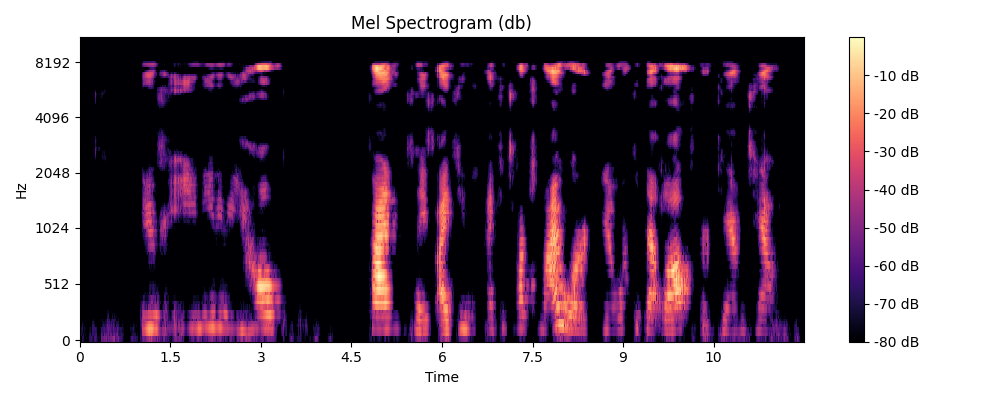 Mel Spectrogram (db)
8192
4096
2048
1024
512
0
Hz
0 1.5 3 4.5 6 7.5 9 10
Time
-10 dB
-20 dB
-30 dB
-40 dB
-50 dB
-60 dB
-70 dB
-80 dB